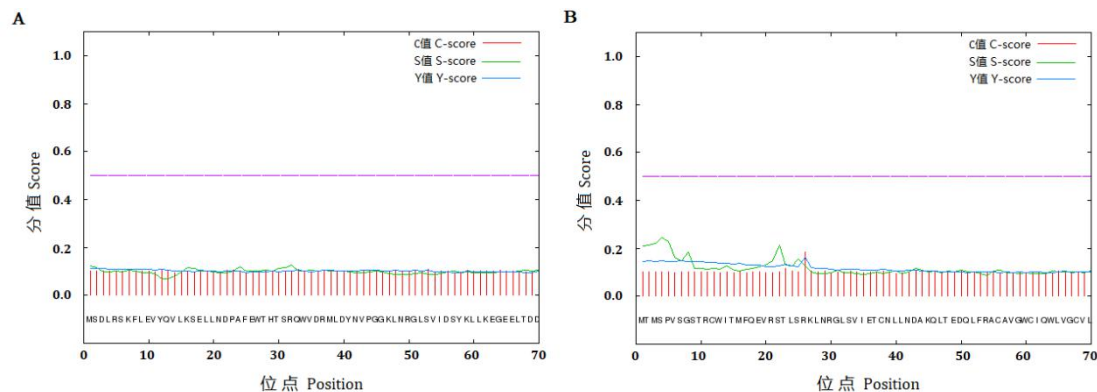 A
C值 C-score
S值 S-score
Y值 Y-score
1.0
0.8
0.6
0.4
0.2
0.0
分值 Score
MSDLRSKFLEVYQVLKSELLNDPAFEWTHTSRQWVDRMLDYNVPGGKLNRGLSVIDSYKLLKEGEELTDD
0 10 20 30 40 50 60 70
位点 Position
B
C值 C-score
S值 S-score
Y值 Y-score
1.0
0.8
0.6
0.4
0.2
0.0
分值 Score
MTMSPVSGSTRCWITMFQEVRSTLSRKLNRGLSVIETCNLLNDAKQLTEDQLFRACAVGWCIQWLVGCVL
0 10 20 30 40 50 60 70
位点 Position